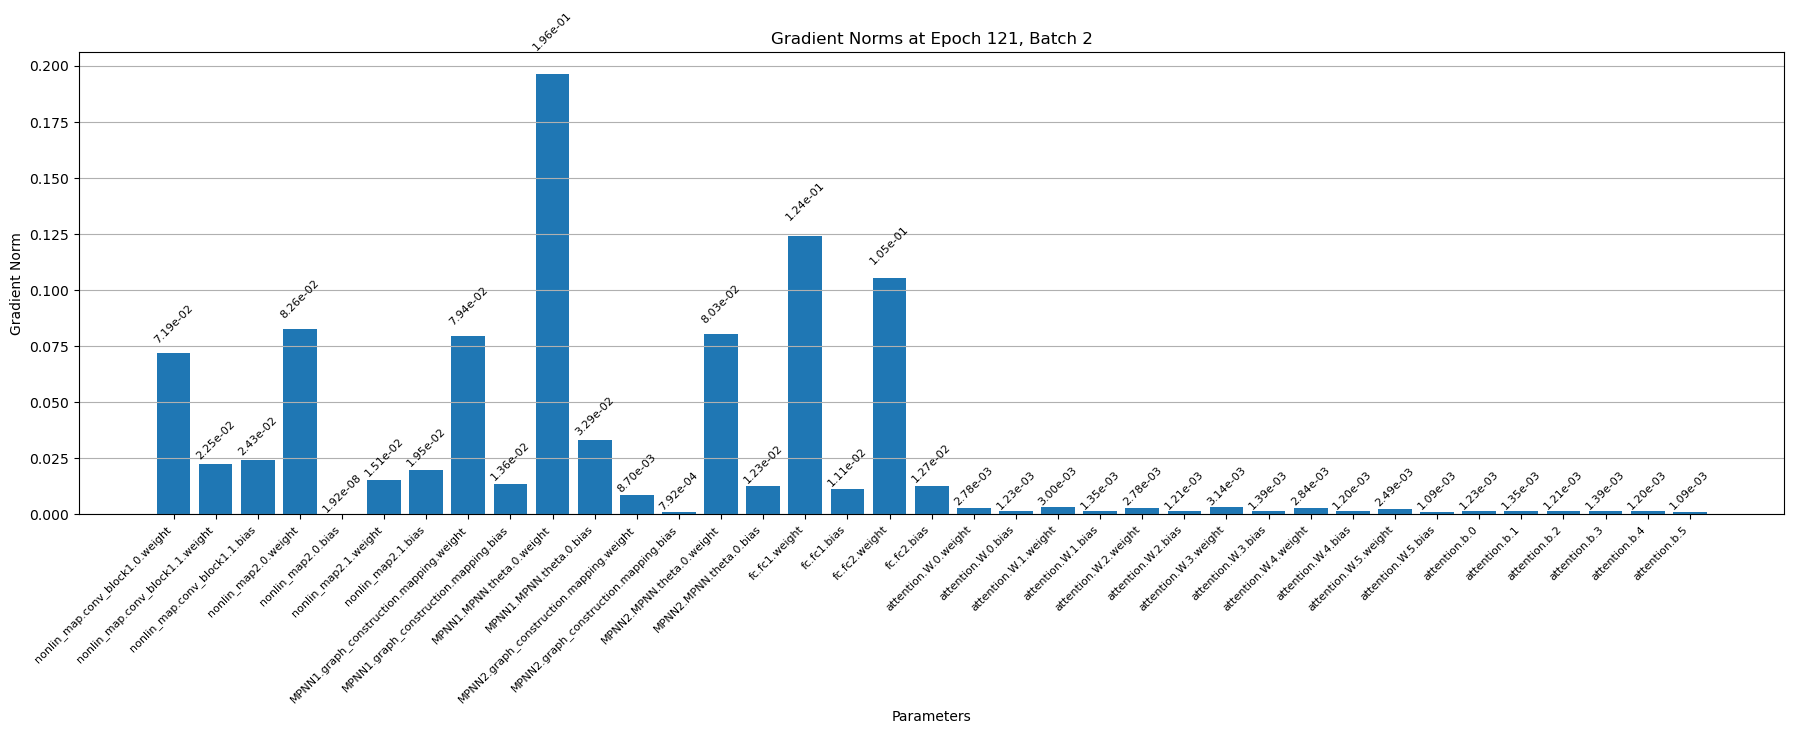 Gradient Norms at Epoch 121, Batch 2
Gradient Norm
0.200
0.175
0.150
0.125
0.100
0.075
0.050
0.025
0.000
7.19e-02
2.25e-02
2.43e-02
8.26e-02
1.92e-08
1.51e-02
1.95e-02
7.94e-02
1.36e-02
1.96e-01
3.29e-02
8.70e-03
7.92e-04
8.03e-02
1.23e-02
1.24e-01
1.11e-02
1.05e-01
1.27e-02
2.78e-03
1.23e-03
3.00e-03
1.35e-03
2.78e-03
1.21e-03
3.14e-03
1.39e-03
2.84e-03
1.20e-03
2.49e-03
1.09e-03
1.23e-03
1.35e-03
1.21e-03
1.39e-03
1.20e-03
1.09e-03
nonlin_map.conv_block1.0.weight
nonlin_map.conv_block1.1.weight
nonlin_map.conv_block1.1.bias
nonlin_map2.0.weight
nonlin_map2.0.bias
nonlin_map2.1.weight
nonlin_map2.1.bias
MPNN1.graph_construction.mapping.weight
MPNN1.graph_construction.mapping.bias
MPNN1.MPNN.theta.0.weight
MPNN1.MPNN.theta.0.bias
MPNN2.graph_construction.mapping.weight
MPNN2.graph_construction.mapping.bias
MPNN2.MPNN.theta.0.weight
MPNN2.MPNN.theta.0.bias
fc.fc1.weight
fc.fc1.bias
fc.fc2.weight
fc.fc2.bias
attention.W.0.weight
attention.W.0.bias
attention.W.1.weight
attention.W.1.bias
attention.W.2.weight
attention.W.2.bias
attention.W.3.weight
attention.W.3.bias
attention.W.4.weight
attention.W.4.bias
attention.W.5.weight
attention.W.5.bias
attention.b.0
attention.b.1
attention.b.2
attention.b.3
attention.b.4
attention.b.5
Parameters